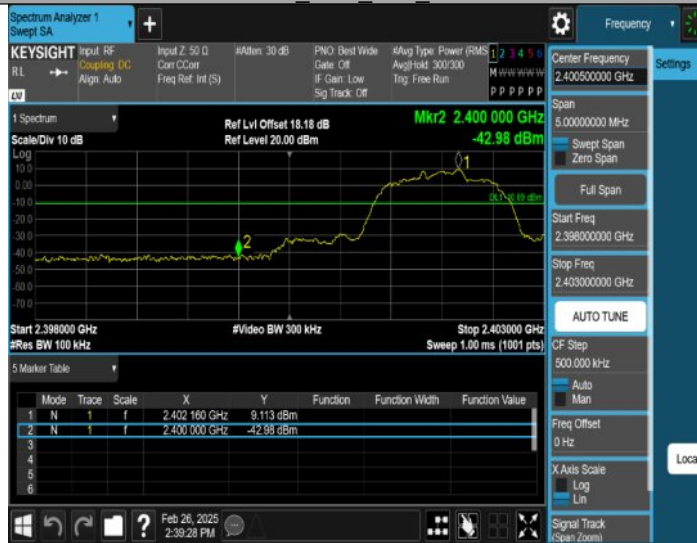 Spectrum Analyzer 1
Swept SA
Frequency
KEYSIGHT
RL
Input: RF
Coupling: DC
Align: Auto
Input Z: 50 Ω
Corr CCorr
Freq Ref: Int (S)
#Atten: 30 dB
PNO: Best Wide
Gate: Off
IF Gain: Low
Sig Track: Off
#Avg Type: Power (RMS
Avg|Hold: 300/300
Trig: Free Run
1 2 3 4 5 6
M W W W W W
P P P P P P
LXI
1 Spectrum
Scale/Div 10 dB
Ref Lvl Offset 18.18 dB
Ref Level 20.00 dBm
Mkr2 2.400 000 GHz
-42.98 dBm
Log
10.0
0.00
-10.0
-20.0
-30.0
-40.0
-50.0
-60.0
-70.0
1
2
DL1 -10.89 dBm
Start 2.398000 GHz
#Res BW 100 kHz
#Video BW 300 kHz
Stop 2.403000 GHz
Sweep 1.00 ms (1001 pts)
5 Marker Table
Mode Trace Scale X Y Function Function Width Function Value
1 N 1 f 2.402 160 GHz 9.113 dBm
2 N 1 f 2.400 000 GHz -42.98 dBm
3
4
5
6
Feb 26, 2025
2:39:28 PM
Center Frequency
2.400500000 GHz
Settings
Span
5.00000000 MHz
Swept Span
Zero Span
Full Span
Start Freq
2.398000000 GHz
Stop Freq
2.403000000 GHz
AUTO TUNE
CF Step
500.000 kHz
Auto
Man
Freq Offset
0 Hz
X Axis Scale
Log
Lin
Loca
Signal Track
(Span Zoom)